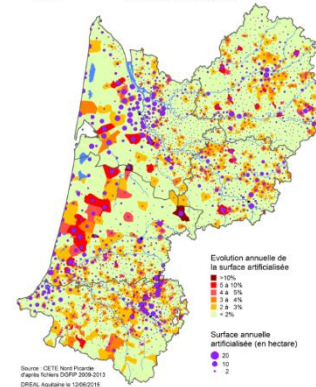 Evolution annuelle de
la surface artificialisée
>10%
5 à 10%
4 à 5%
3 à 4%
2 à 3%
< 2%
Surface annuelle
artificialisée (en hectare)
20
10
2
Source : CETE Nord Picardie
d'après fichiers DGFIP 2009-2013
DREAL Aquitaine le 12/06/2015